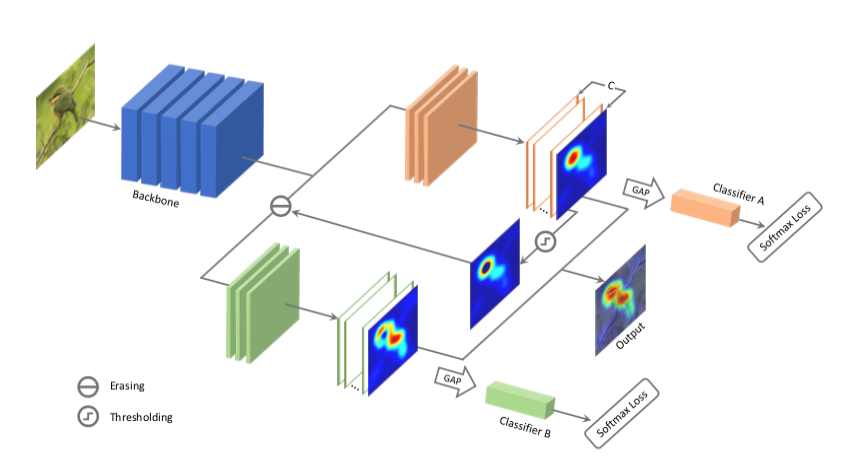 C
GAP
Classifier A
Softmax Loss
Backbone
Output
GAP
Classifier B
Softmax Loss
Erasing
Thresholding
...
...